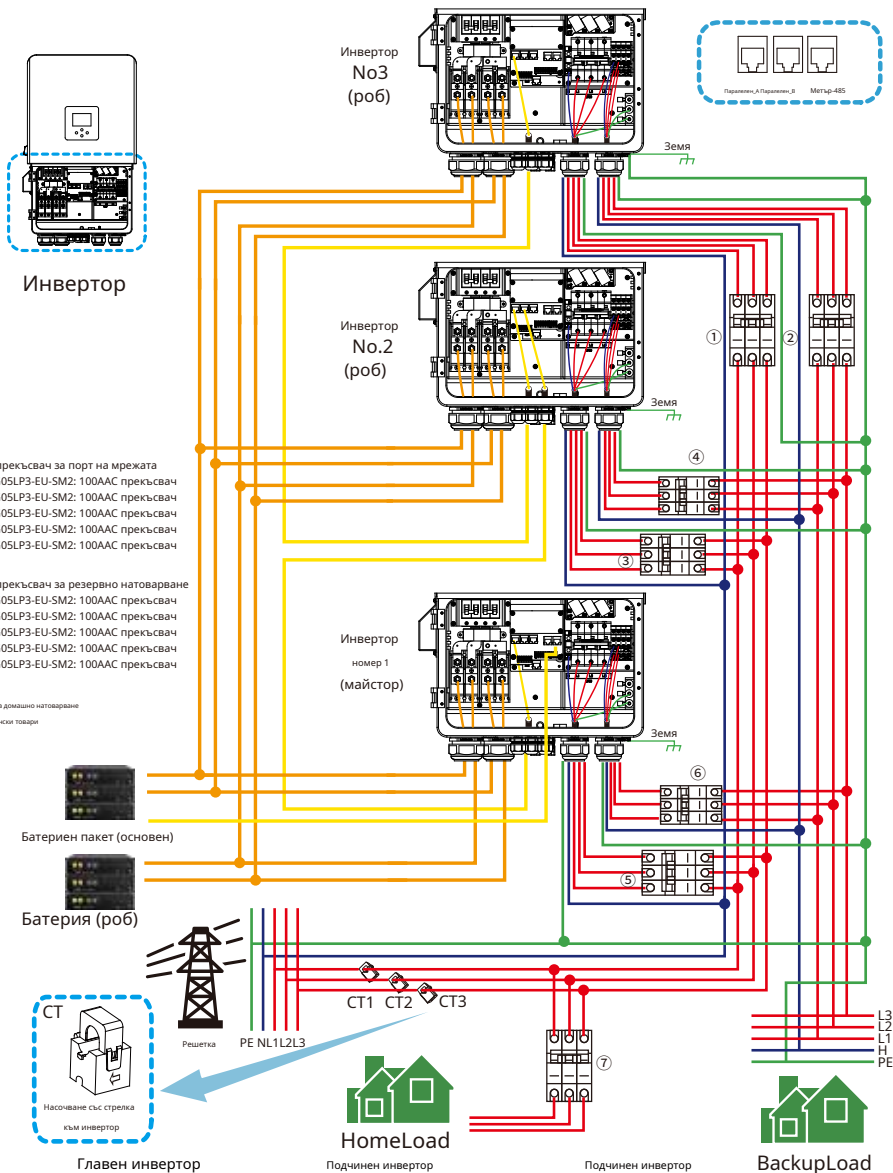 Инвертор
No3
(роб)
Паралелен_A Паралелен_B Метър-485
Земя
Инвертор
Инвертор
No.2
(роб)
①
②
Земя
④
③
прекъсвач за порт на мрежата
05LP3-EU-SM2: 100AAC прекъсвач
05LP3-EU-SM2: 100AAC прекъсвач
05LP3-EU-SM2: 100AAC прекъсвач
05LP3-EU-SM2: 100AAC прекъсвач
05LP3-EU-SM2: 100AAC прекъсвач
прекъсвач за резервно натоварване
05LP3-EU-SM2: 100AAC прекъсвач
05LP3-EU-SM2: 100AAC прекъсвач
05LP3-EU-SM2: 100AAC прекъсвач
05LP3-EU-SM2: 100AAC прекъсвач
05LP3-EU-SM2: 100AAC прекъсвач
а домашно натоварване
нски товари
Инвертор
номер 1
(майстор)
Земя
⑥
⑤
Батериен пакет (основен)
Батерия (роб)
CT1 CT2 CT3
Решетка
PE NL1L2L3
CT
Насочване със стрелка
към инвертор
⑦
L3
L2
L1
H
PE
HomeLoad
BackupLoad
Главен инвертор
Подчинен инвертор
Подчинен инвертор